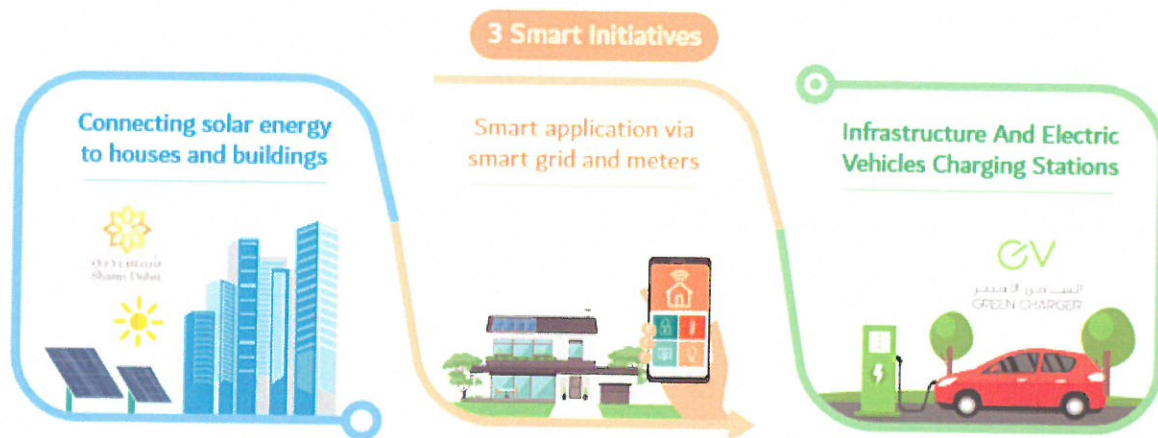 3 Smart Initiatives
Connecting solar energy
to houses and buildings
Shams Dubai
Smart application via
smart grid and meters
Infrastructure And Electric
Vehicles Charging Stations
EV
GREEN CHARGER